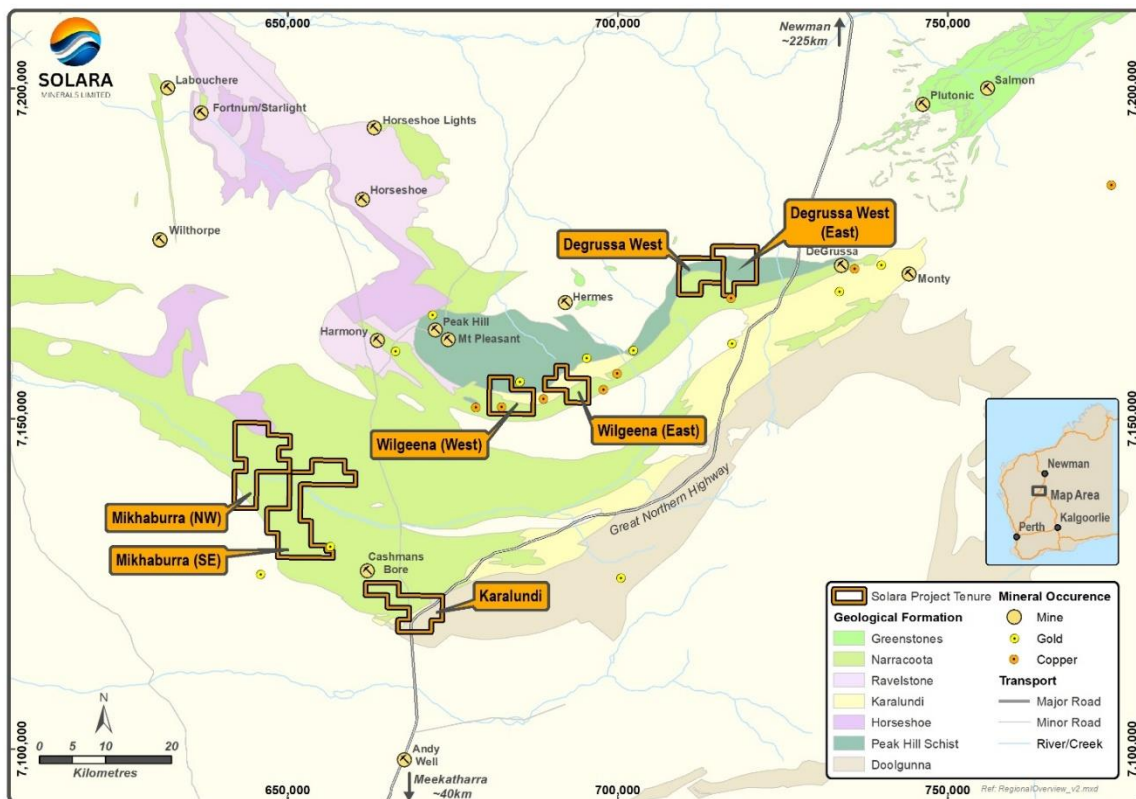 650,000
700,000
750,000
Newman
~225km
SOLARA
MINERALS LIMITED
7,200,000
7,200,000
Labouchere
Fortnum/Starlight
Horseshoe Lights
Plutonic
Salmon
Horseshoe
Wilthorpe
Degrussa West
Degrussa West
(East)
DeGrussa
Monty
Hermes
Harmony
Peak Hill
Mt Pleasant
7,150,000
7,150,000
Wilgeena (West)
Wilgeena (East)
Great Northern Highway
Mikhaburra (NW)
Mikhaburra (SE)
Cashmans
Bore
Karalundi
Newman
Map Area
Kalgoorlie
Perth
Solara Project Tenure
Geological Formation
Greenstones
Narracoota
Ravelstone
Karalundi
Horseshoe
Peak Hill Schist
Doolgunna
Mineral Occurence
Mine
Gold
Copper
Transport
Major Road
Minor Road
River/Creek
N
0 5 10 20
Kilometres
7,100,000
7,100,000
Andy
Well
Meekatharra
~40km
650,000
700,000
750,000
Ref: RegionalOverview_v2.mxd